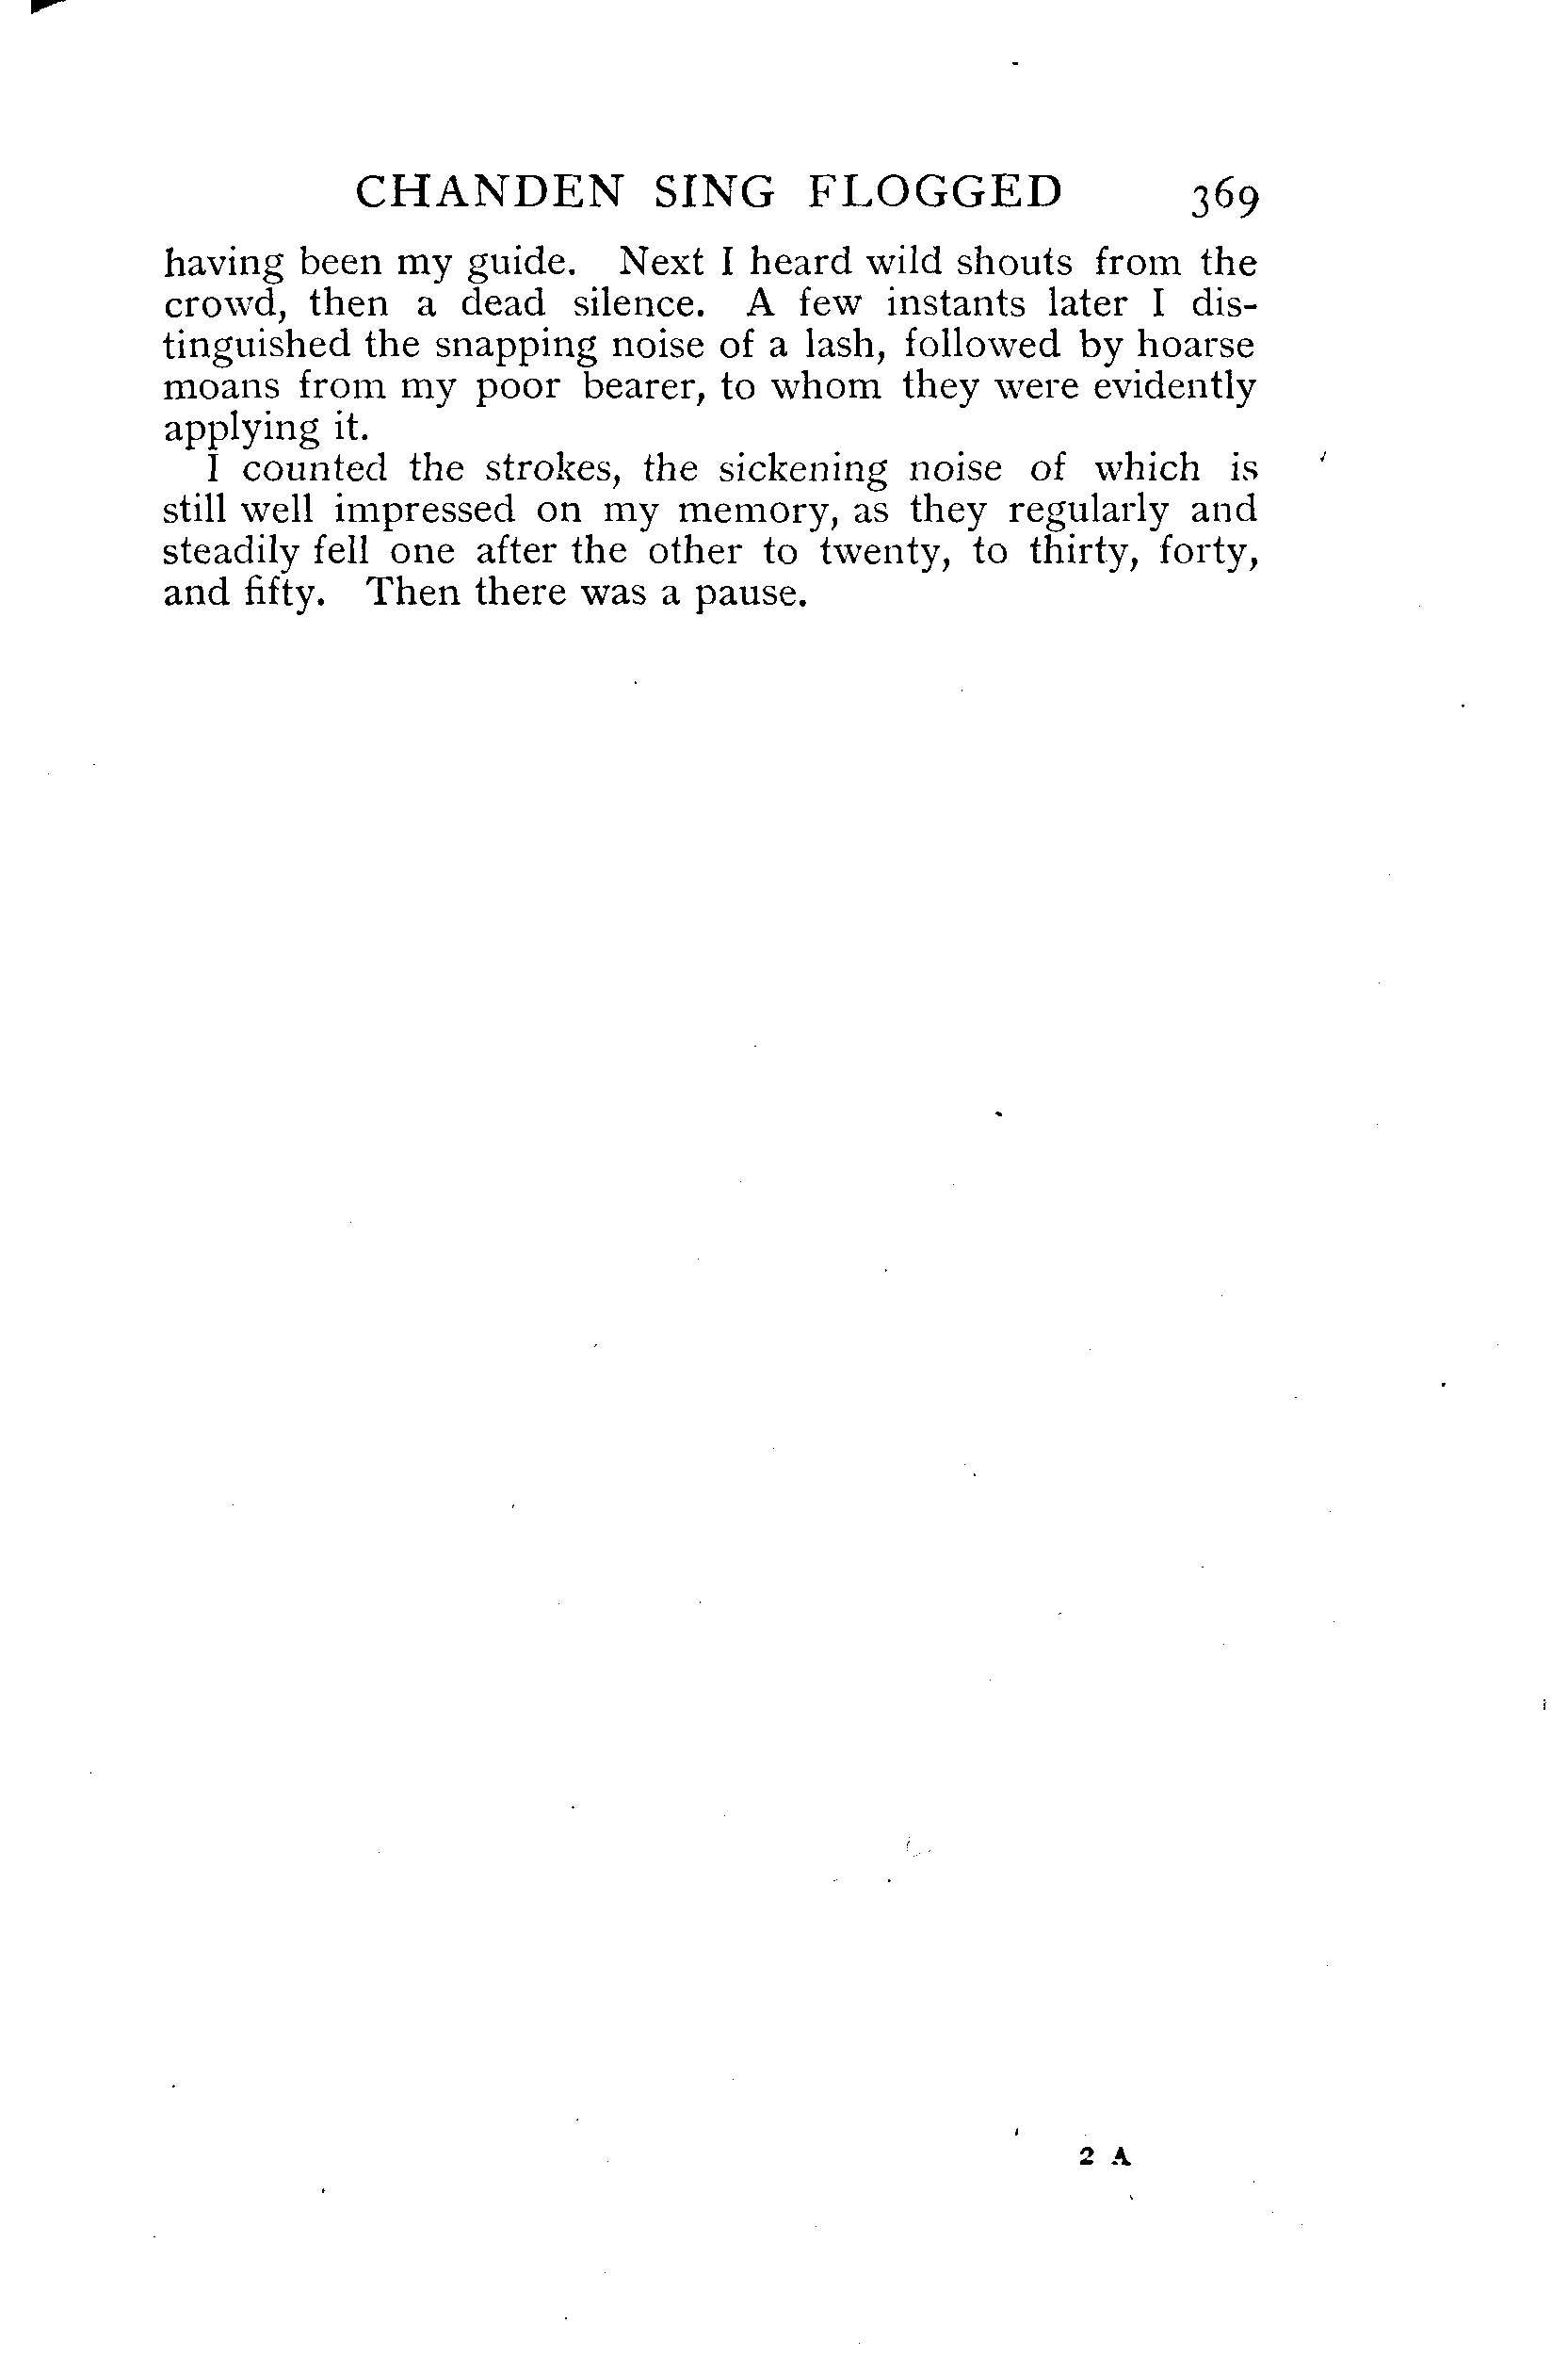 CHANDEN SING FLOGGED 369
having been my guide. Next I heard wild shouts from the
crowd, then a dead silence. A few instants later I dis-
tinguished the snapping noise of a lash, followed by hoarse
moans from my poor bearer, to whom they were evidently
applying it.
I counted the strokes, the sickening noise of which is
still well impressed on my memory, as they regularly and
steadily fell one after the other to twenty, to thirty, forty,
and fifty. Then there was a pause.
2 A